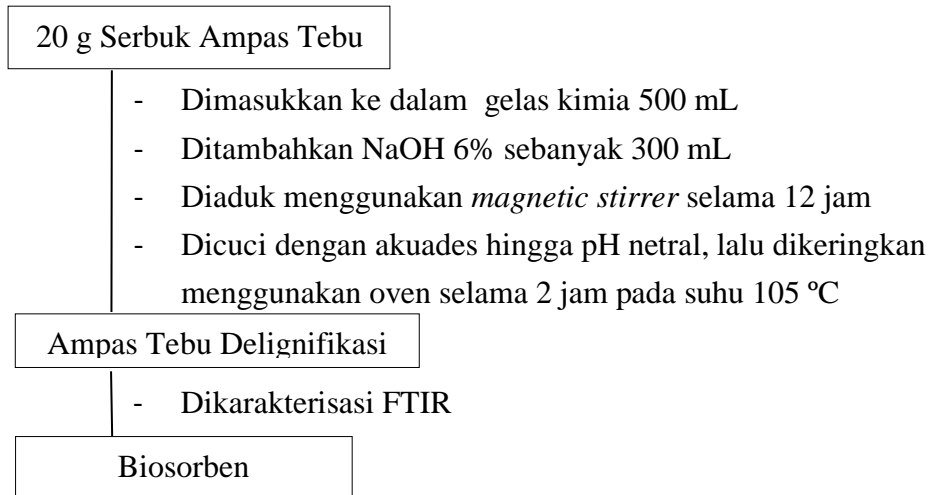 20 g Serbuk Ampas Tebu
- Dimasukkan ke dalam gelas kimia 500 mL
- Ditambahkan NaOH 6% sebanyak 300 mL
- Diaduk menggunakan magnetic stirrer selama 12 jam
- Dicuci dengan akuades hingga pH netral, lalu dikeringkan
menggunakan oven selama 2 jam pada suhu 105 ºC
Ampas Tebu Delignifikasi
- Dikarakterisasi FTIR
Biosorben